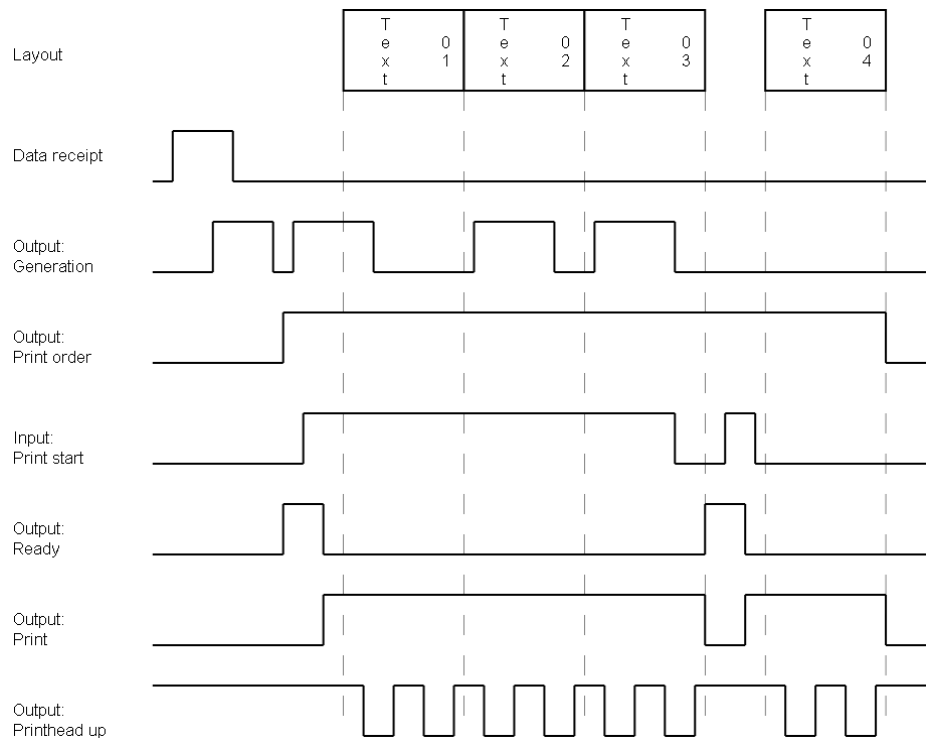 Layout
T
e 0
x 1
t
T
e 0
x 2
t
T
e 0
x 3
t
T
e 0
x 4
t
Data receipt
Output:
Generation
Output:
Print order
Input:
Print start
Output:
Ready
Output:
Print
Output:
Printhead up